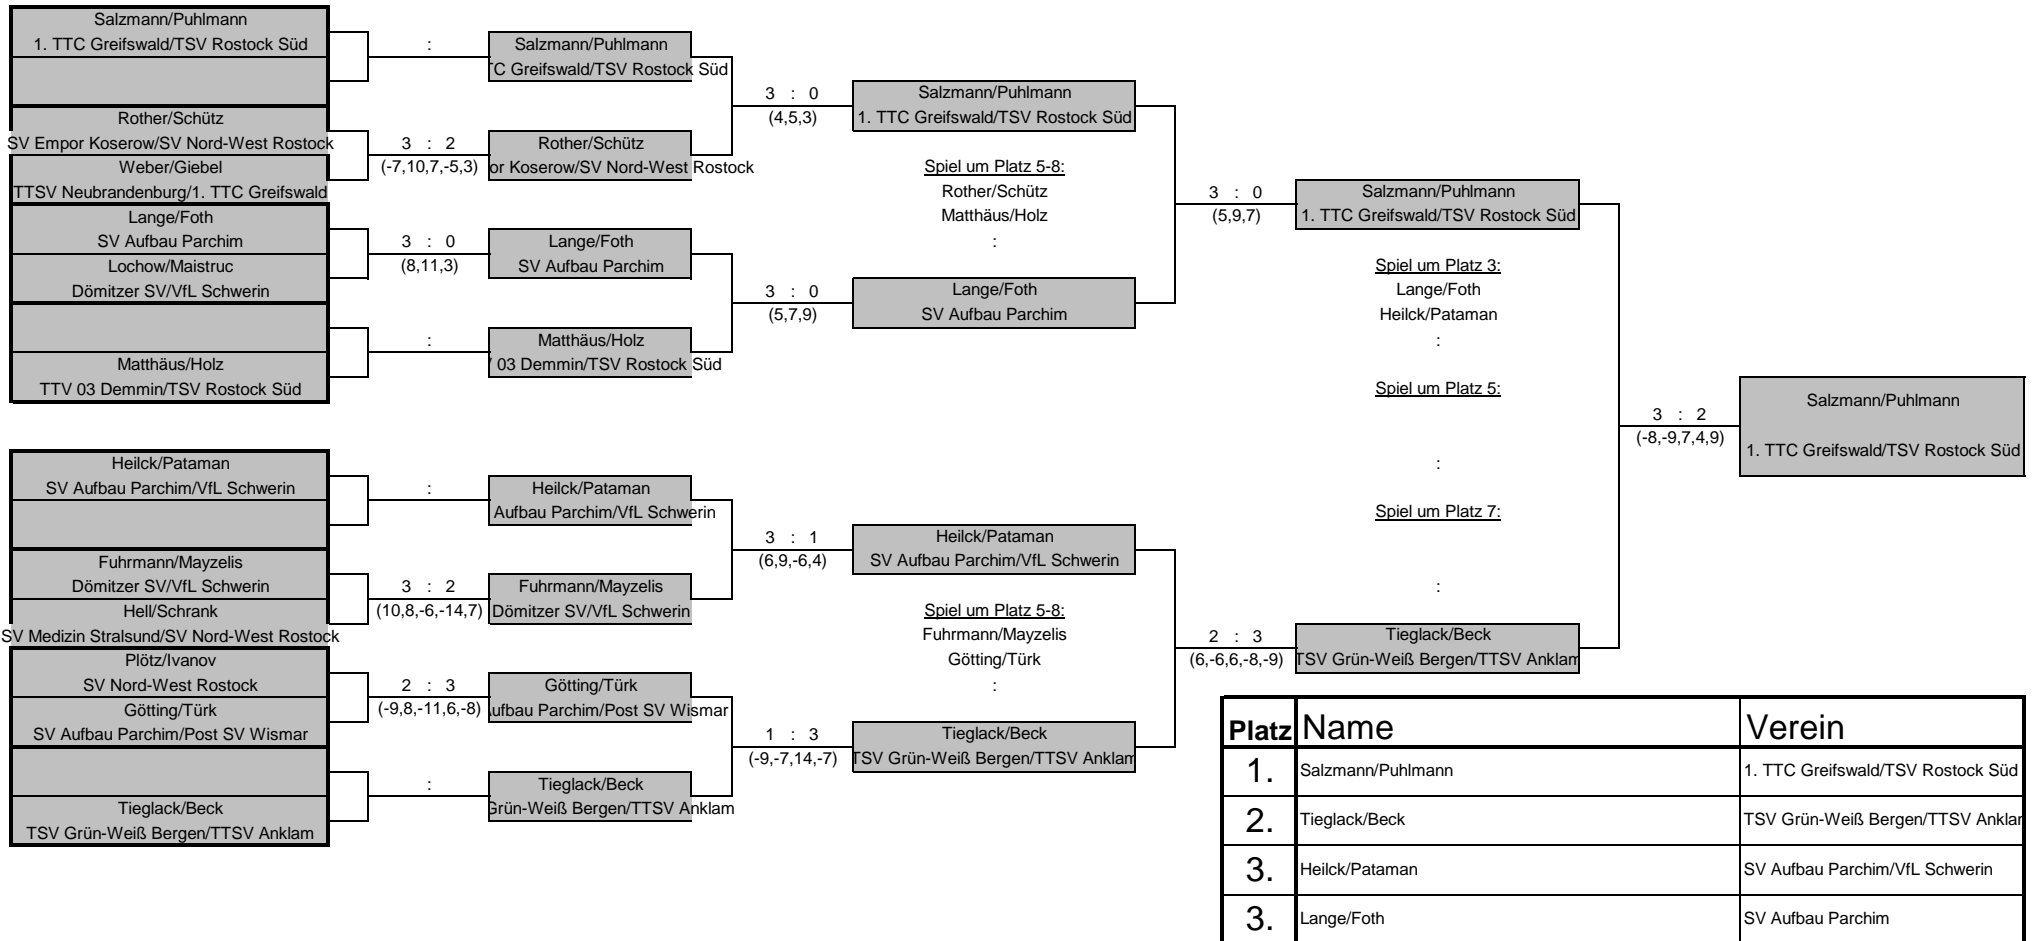 Salzmann/Puhlmann
1. TTC Greifswald/TSV Rostock Süd
Rother/Schütz
SV Empor Koserow/SV Nord-West Rostock
Weber/Giebel
TTSV Neubrandenburg/1. TTC Greifswald
Lange/Foth
SV Aufbau Parchim
Lochow/Maistruc
Dömitzer SV/VfL Schwerin
Matthäus/Holz
TTV 03 Demmin/TSV Rostock Süd
Heilck/Pataman
SV Aufbau Parchim/VfL Schwerin
Fuhrmann/Mayzelis
Dömitzer SV/VfL Schwerin
Hell/Schrank
SV Medizin Stralsund/SV Nord-West Rostock
Plötz/Ivanov
SV Nord-West Rostock
Götting/Türk
SV Aufbau Parchim/Post SV Wismar
Tieglack/Beck
TSV Grün-Weiß Bergen/TTSV Anklam
:
3 : 2
(-7,10,7,-5,3)
3 : 0
(8,11,3)
:
:
3 : 2
(10,8,-6,-14,7)
2 : 3
(-9,8,-11,6,-8)
:
Salzmann/Puhlmann
TC Greifswald/TSV Rostock Süd
Rother/Schütz
or Koserow/SV Nord-West Rostock
Lange/Foth
SV Aufbau Parchim
Matthäus/Holz
03 Demmin/TSV Rostock Süd
Heilck/Pataman
Aufbau Parchim/VfL Schwerin
Fuhrmann/Mayzelis
Dömitzer SV/VfL Schwerin
Götting/Türk
Aufbau Parchim/Post SV Wismar
Tieglack/Beck
Grün-Weiß Bergen/TTSV Anklam
3 : 0
(4,5,3)
3 : 0
(5,7,9)
3 : 1
(6,9,-6,4)
1 : 3
(-9,-7,14,-7)
Salzmann/Puhlmann
1. TTC Greifswald/TSV Rostock Süd
Spiel um Platz 5-8:
Rother/Schütz
Matthäus/Holz
:
Lange/Foth
SV Aufbau Parchim
Heilck/Pataman
SV Aufbau Parchim/VfL Schwerin
Spiel um Platz 5-8:
Fuhrmann/Mayzelis
Götting/Türk
:
Tieglack/Beck
TSV Grün-Weiß Bergen/TTSV Anklam
3 : 0
(5,9,7)
2 : 3
(6,-6,6,-8,-9)
Salzmann/Puhlmann
1. TTC Greifswald/TSV Rostock Süd
Spiel um Platz 3:
Lange/Foth
Heilck/Pataman
:
Spiel um Platz 5:
:
Spiel um Platz 7:
:
Tieglack/Beck
TSV Grün-Weiß Bergen/TTSV Anklam
3 : 2
(-8,-9,7,4,9)
Salzmann/Puhlmann
1. TTC Greifswald/TSV Rostock Süd
Platz Name Verein
1. Salzmann/Puhlmann 1. TTC Greifswald/TSV Rostock Süd
2. Tieglack/Beck TSV Grün-Weiß Bergen/TTSV Anklar
3. Heilck/Pataman SV Aufbau Parchim/VfL Schwerin
3. Lange/Foth SV Aufbau Parchim